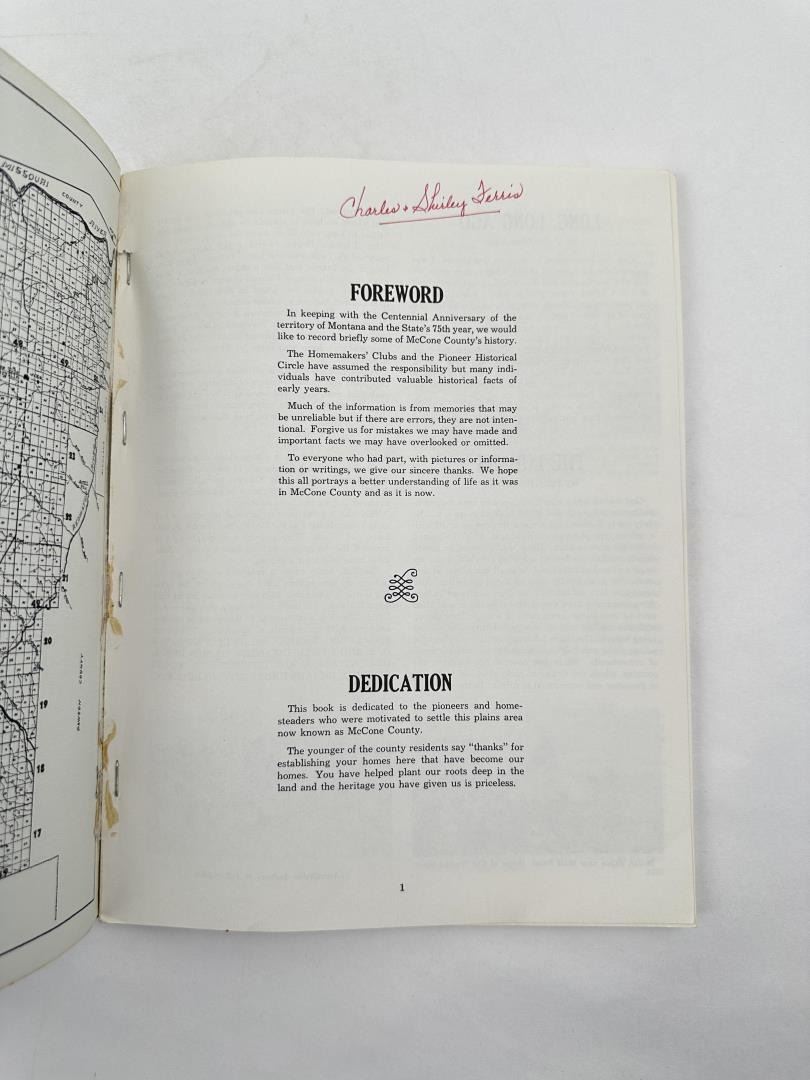 MISSOURI
COUNTY
RIVER
23
22
21
20
19
18
17
DAWSON COUNTY
Charles + Shirley Ferris
FOREWORD
In keeping with the Centennial Anniversary of the
territory of Montana and the State's 75th year, we would
like to record briefly some of McCone County's history.
The Homemakers' Clubs and the Pioneer Historical
Circle have assumed the responsibility but many indi-
viduals have contributed valuable historical facts of
early years.
Much of the information is from memories that may
be unreliable but if there are errors, they are not inten-
tional. Forgive us for mistakes we may have made and
important facts we may have overlooked or omitted.
To everyone who had part, with pictures or informa-
tion or writings, we give our sincere thanks. We hope
this all portrays a better understanding of life as it was
in McCone County and as it is now.
DEDICATION
This book is dedicated to the pioneers and home-
steaders who were motivated to settle this plains area
now known as McCone County.
The younger of the county residents say "thanks" for
establishing your homes here that have become our
homes. You have helped plant our roots deep in the
land and the heritage you have given us is priceless.
1